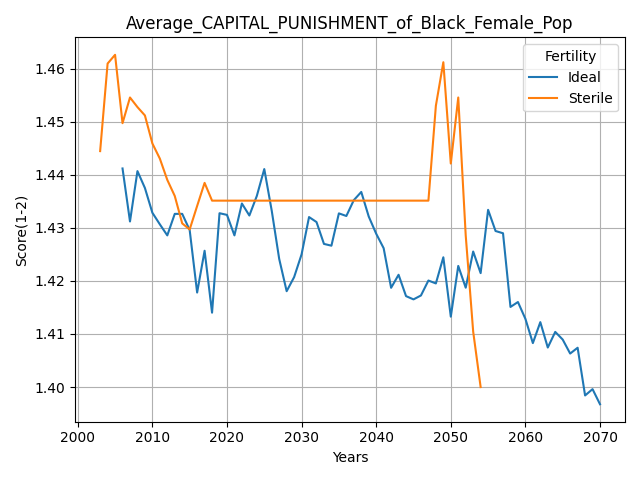 Average_CAPITAL_PUNISHMENT_of_Black_Female_Pop
Fertility
Ideal
Sterile
Score(1-2)
1.46
1.45
1.44
1.43
1.42
1.41
1.40
2000 2010 2020 2030 2040 2050 2060 2070
Years